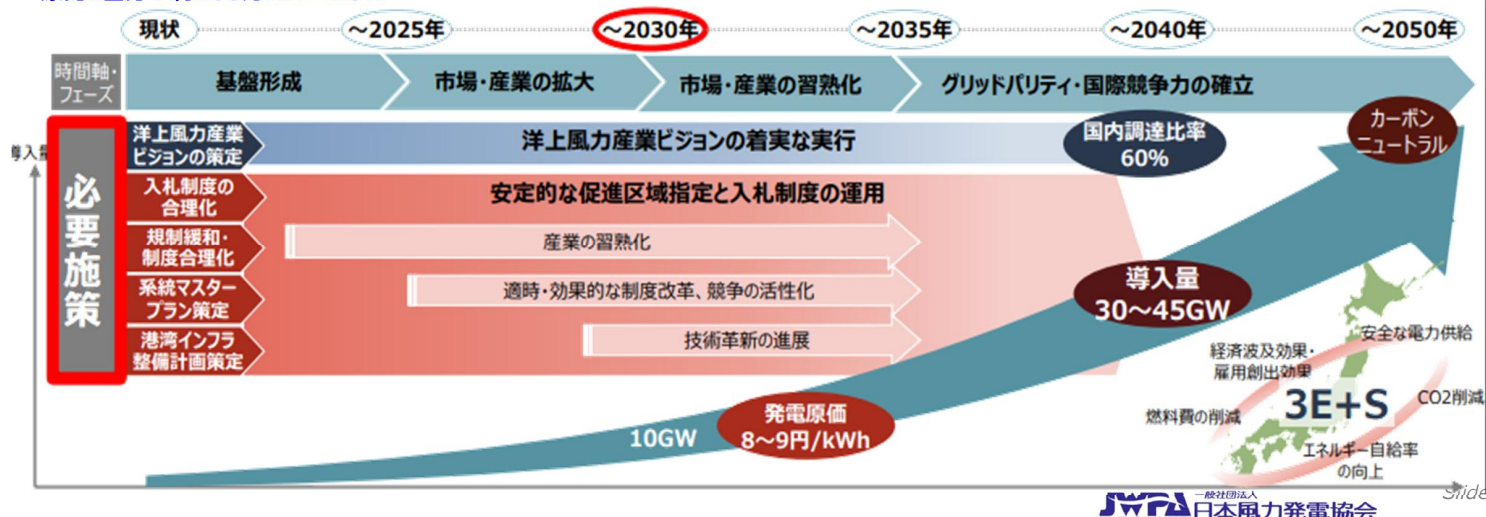 現状
～2025年
～2030年
～2035年
～2040年
～2050年
時間軸・
フェーズ
基盤形成
市場・産業の拡大
市場・産業の習熟化
グリッドパリティ・国際競争力の確立
導入量
必要施策
洋上風力産業
ビジョンの策定
洋上風力産業ビジョンの着実な実行
国内調達比率
60%
カーボン
ニュートラル
入札制度の
合理化
安定的な促進区域指定と入札制度の運用
規制緩和・
制度合理化
産業の習熟化
系統マスター
プラン策定
適時・効果的な制度改革、競争の活性化
港湾インフラ
整備計画策定
技術革新の進展
導入量
30～45GW
発電原価
8～9円/kWh
10GW
安全な電力供給
経済波及効果・
雇用創出効果
3E+S
CO2削減
燃料費の削減
エネルギー自給率
の向上
Slide
JWPA 一般社団法人
日本風力発電協会